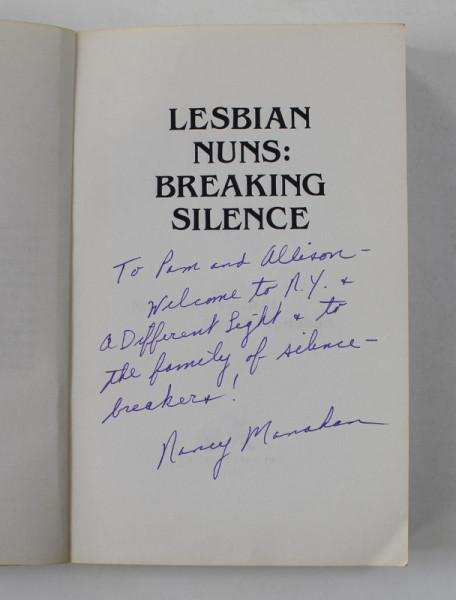 LESBIAN
NUNS:
BREAKING
SILENCE
To Pam and Allison –
Welcome to N.Y. &
A Different Light & to
the family of silence–
breakers!
Nancy Manahan